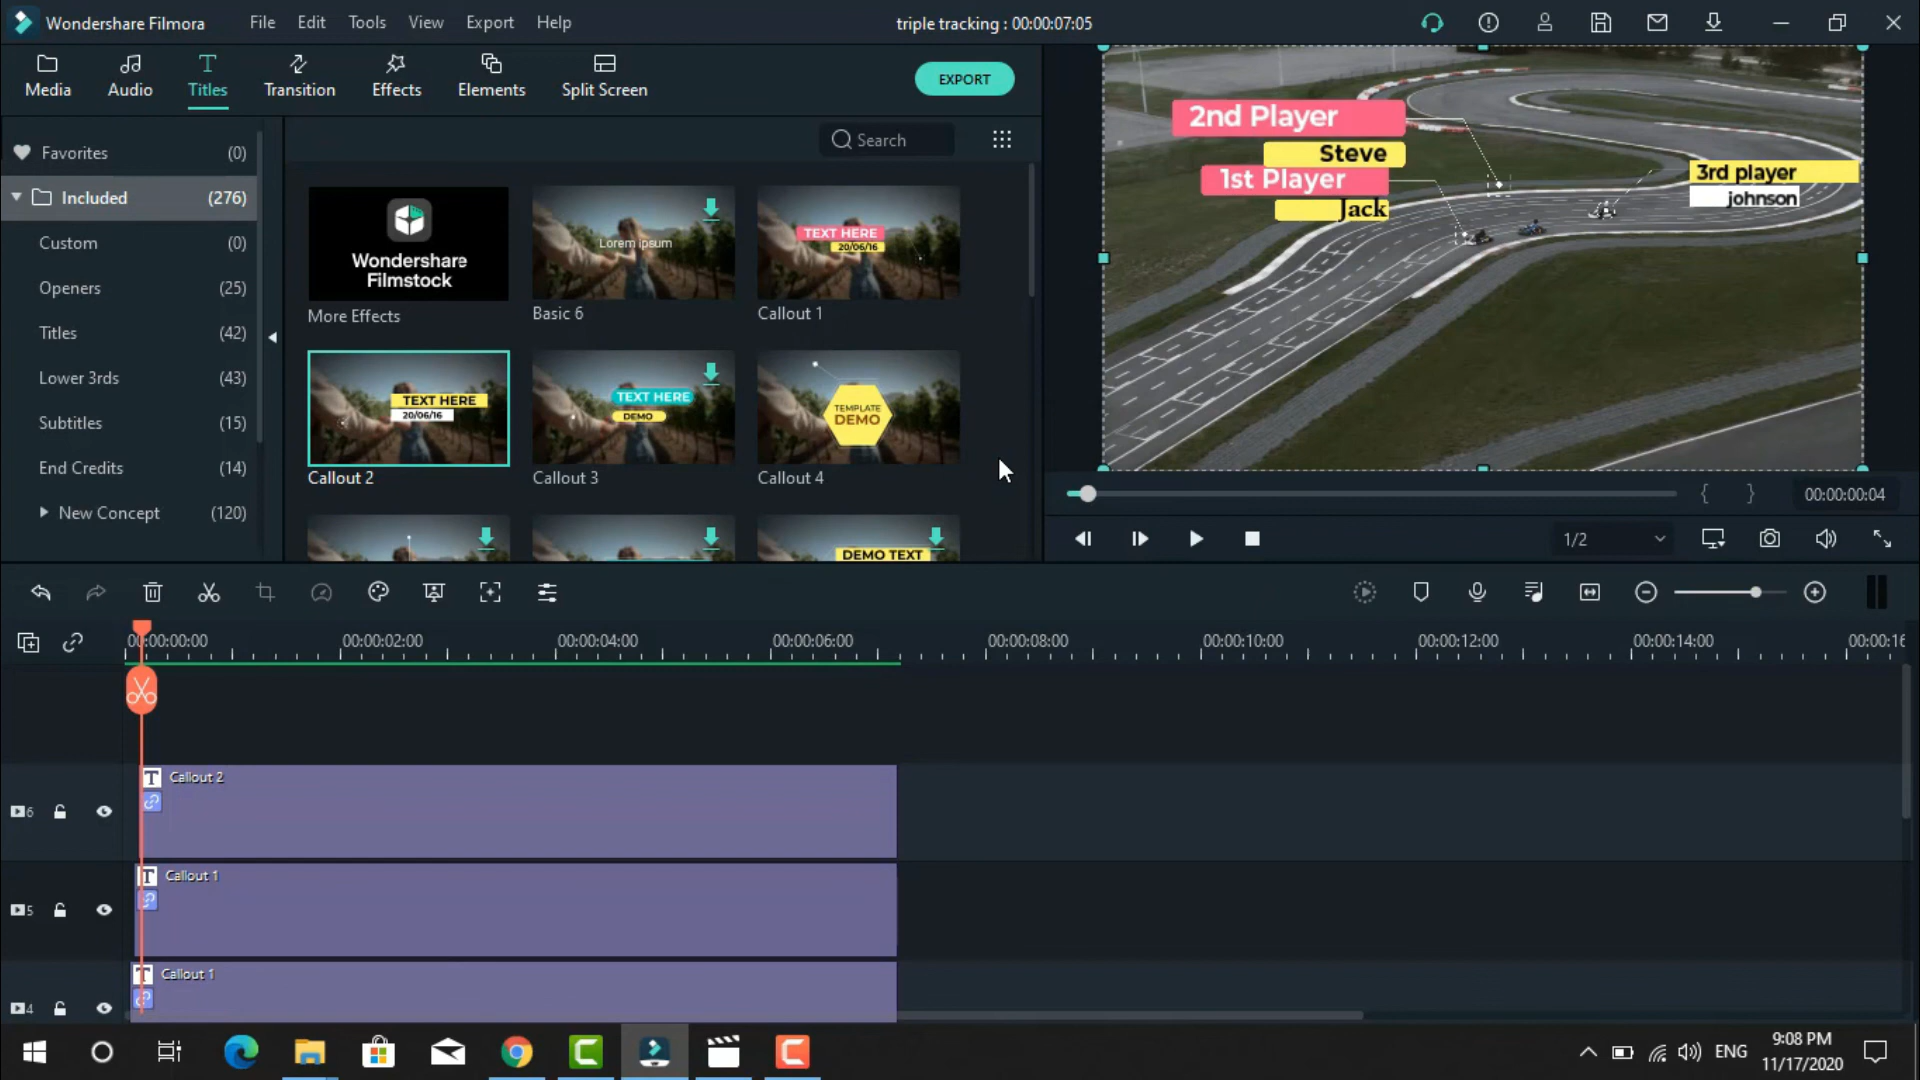 Wondershare Filmora
File
Edit
Tools
View
Export
Help
triple tracking : 00:00:07:05
Media
Audio
Titles
Transition
Effects
Elements
Split Screen
EXPORT
Favorites (0)
Included (276)
Custom (0)
Openers (25)
Titles (42)
Lower 3rds (43)
Subtitles (15)
End Credits (14)
New Concept (120)
Search
Wondershare
Filmstock
More Effects
Lorem ipsum
Basic 6
TEXT HERE
20/06/16
Callout 1
TEXT HERE
20/06/16
Callout 2
TEXT HERE
DEMO
Callout 3
TEMPLATE
DEMO
Callout 4
DEMO TEXT
2nd Player
Steve
1st Player
Jack
3rd player
johnson
{ }
00:00:00:04
1/2
00:00:00:00
00:00:02:00
00:00:04:00
00:00:06:00
00:00:08:00
00:00:10:00
00:00:12:00
00:00:14:00
00:00:16
T Callout 2
6
T Callout 1
5
T Callout 1
4
ENG
9:08 PM
11/17/2020